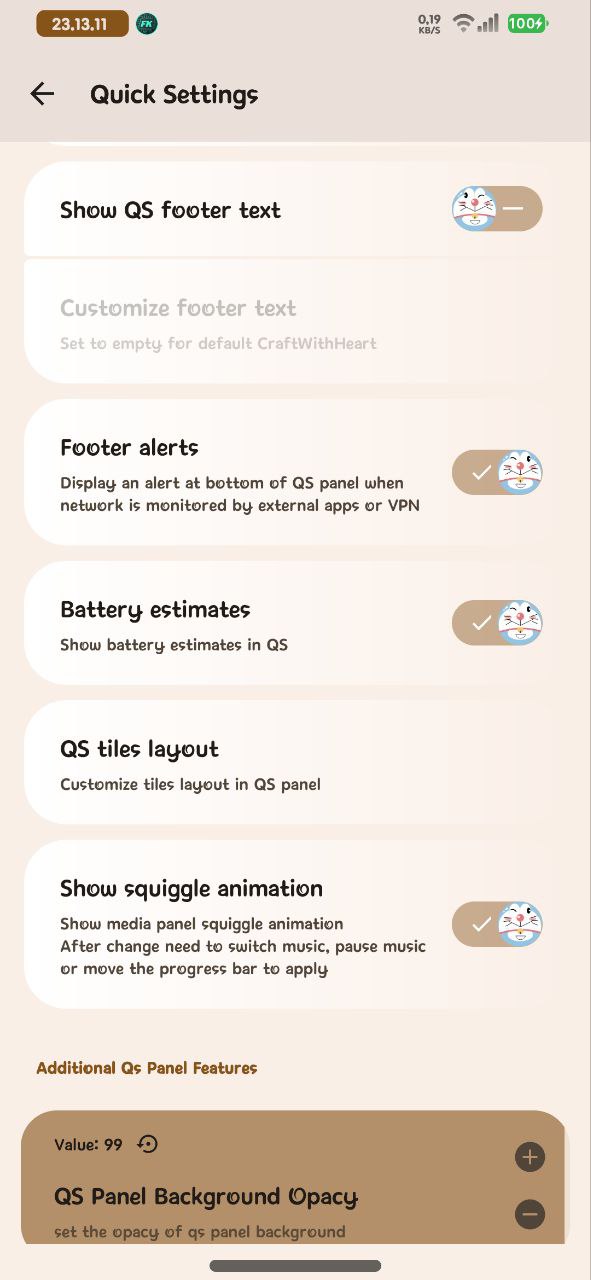 23.13.11
FK
0,19
KB/S
100
Quick Settings
Show QS footer text
Customize footer text
Set to empty for default CraftWithHeart
Footer alerts
Display an alert at bottom of QS panel when
network is monitored by external apps or VPN
Battery estimates
Show battery estimates in QS
QS tiles layout
Customize tiles layout in QS panel
Show squiggle animation
Show media panel squiggle animation
After change need to switch music, pause music
or move the progress bar to apply
Additional Qs Panel Features
Value: 99
QS Panel Background Opacy
set the opacy of qs panel background